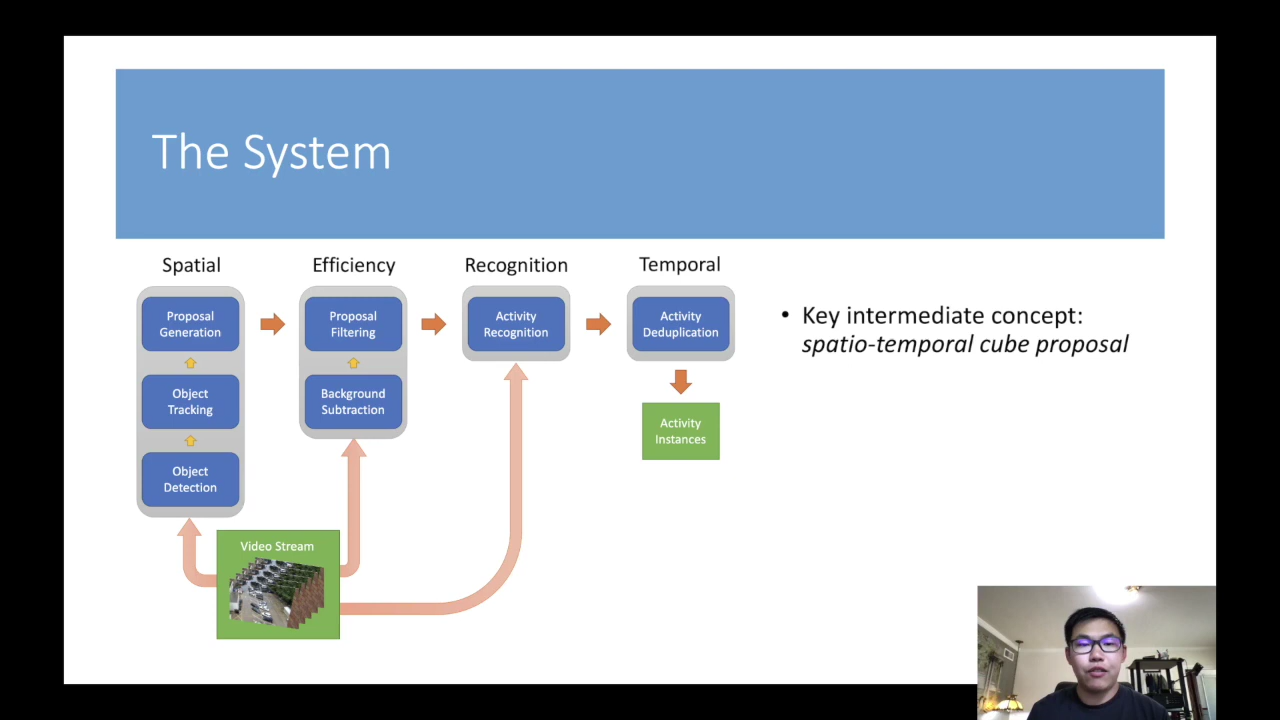 The System
Spatial
Efficiency
Recognition
Temporal
Proposal
Generation
Object
Tracking
Object
Detection
Proposal
Filtering
Background
Subtraction
Activity
Recognition
Activity
Deduplication
Activity
Instances
Video Stream
• Key intermediate concept:
spatio-temporal cube proposal